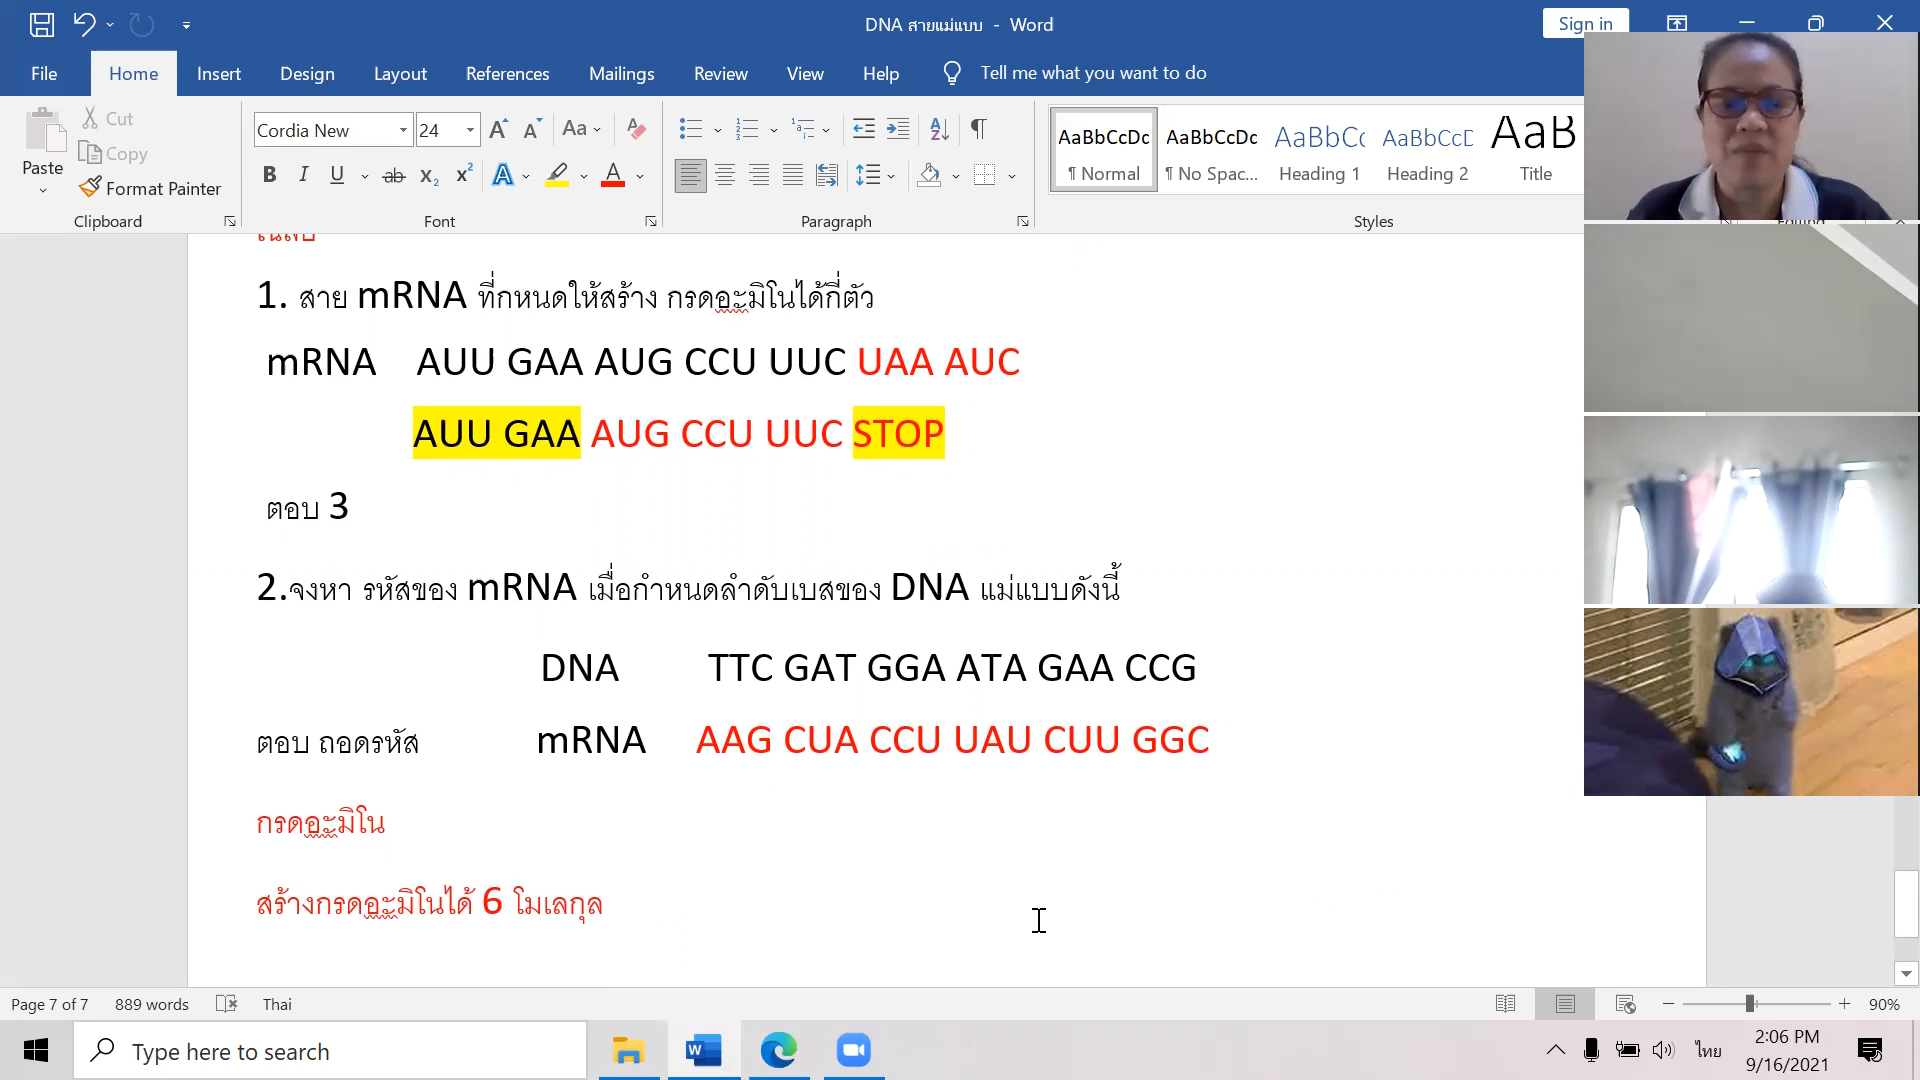 DNA สายแม่แบบ - Word
Sign in
File Home Insert Design Layout References Mailings Review View Help Tell me what you want to do
Paste
Cut
Copy
Format Painter
Clipboard
Cordia New 24
Font
Paragraph
AaBbCcDc AaBbCcDc AaBbCc AaBbCcD AaB
¶ Normal ¶ No Spac... Heading 1 Heading 2 Title
Styles
1. สาย mRNA ที่กหนดให้สร้าง กรดอะมิโนได้กี่ตัว
mRNA AUU GAA AUG CCU UUC UAA AUC
AUU GAA AUG CCU UUC STOP
ตอบ 3
2.จงหา รหัสของ mRNA เมื่อกำหนดลำดับเบสของ DNA แม่แบบดังนี้
DNA TTC GAT GGA ATA GAA CCG
ตอบ ถอดรหัส mRNA AAG CUA CCU UAU CUU GGC
กรดอะมิโน
สร้างกรดอะมิโนได้ 6 โมเลกุล
Page 7 of 7 889 words Thai 90%
Type here to search
ไทย
2:06 PM
9/16/2021